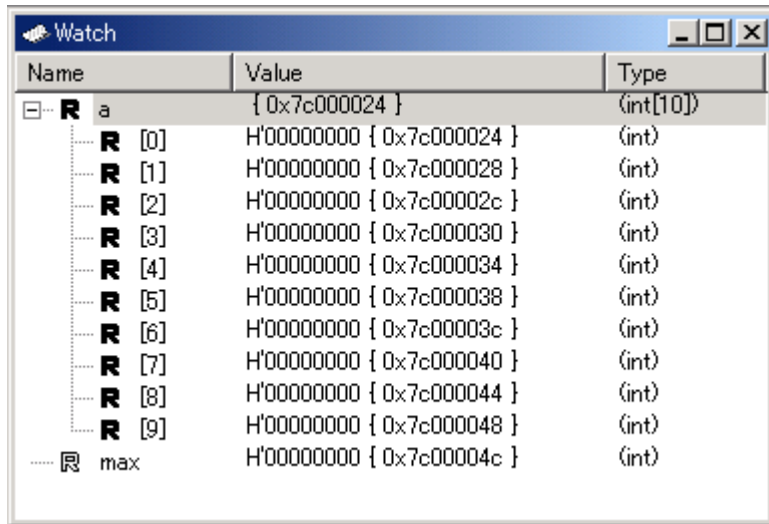 Watch
Name Value Type
R a { 0x7c000024 } (int[10])
R [0] H'00000000 { 0x7c000024 } (int)
R [1] H'00000000 { 0x7c000028 } (int)
R [2] H'00000000 { 0x7c00002c } (int)
R [3] H'00000000 { 0x7c000030 } (int)
R [4] H'00000000 { 0x7c000034 } (int)
R [5] H'00000000 { 0x7c000038 } (int)
R [6] H'00000000 { 0x7c00003c } (int)
R [7] H'00000000 { 0x7c000040 } (int)
R [8] H'00000000 { 0x7c000044 } (int)
R [9] H'00000000 { 0x7c000048 } (int)
R max H'00000000 { 0x7c00004c } (int)